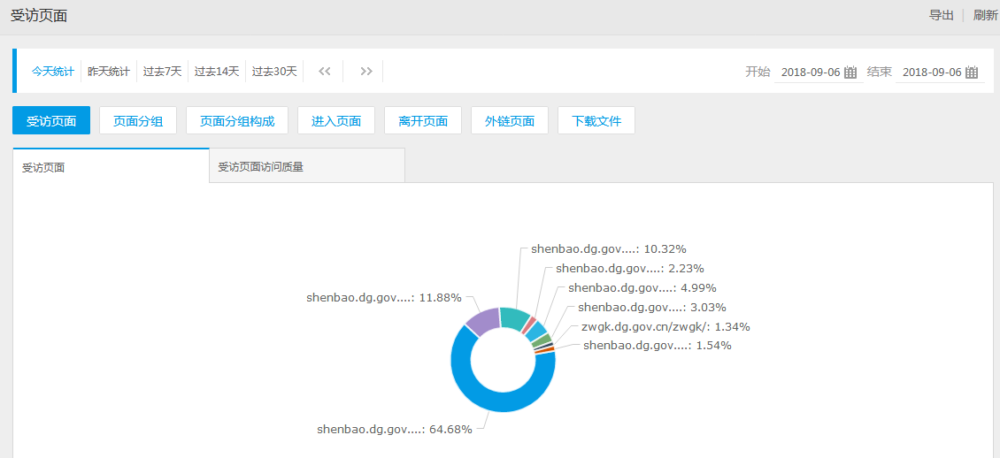 受访页面
导出 | 刷新
今天统计 昨天统计 过去7天 过去14天 过去30天 << >> 开始 2018-09-06 结束 2018-09-06
受访页面 页面分组 页面分组构成 进入页面 离开页面 外链页面 下载文件
受访页面 受访页面访问质量
shenbao.dg.gov....: 10.32%
shenbao.dg.gov....: 2.23%
shenbao.dg.gov....: 4.99%
shenbao.dg.gov....: 11.88%
shenbao.dg.gov....: 3.03%
zwgk.dg.gov.cn/zwgk/: 1.34%
shenbao.dg.gov....: 1.54%
shenbao.dg.gov....: 64.68%